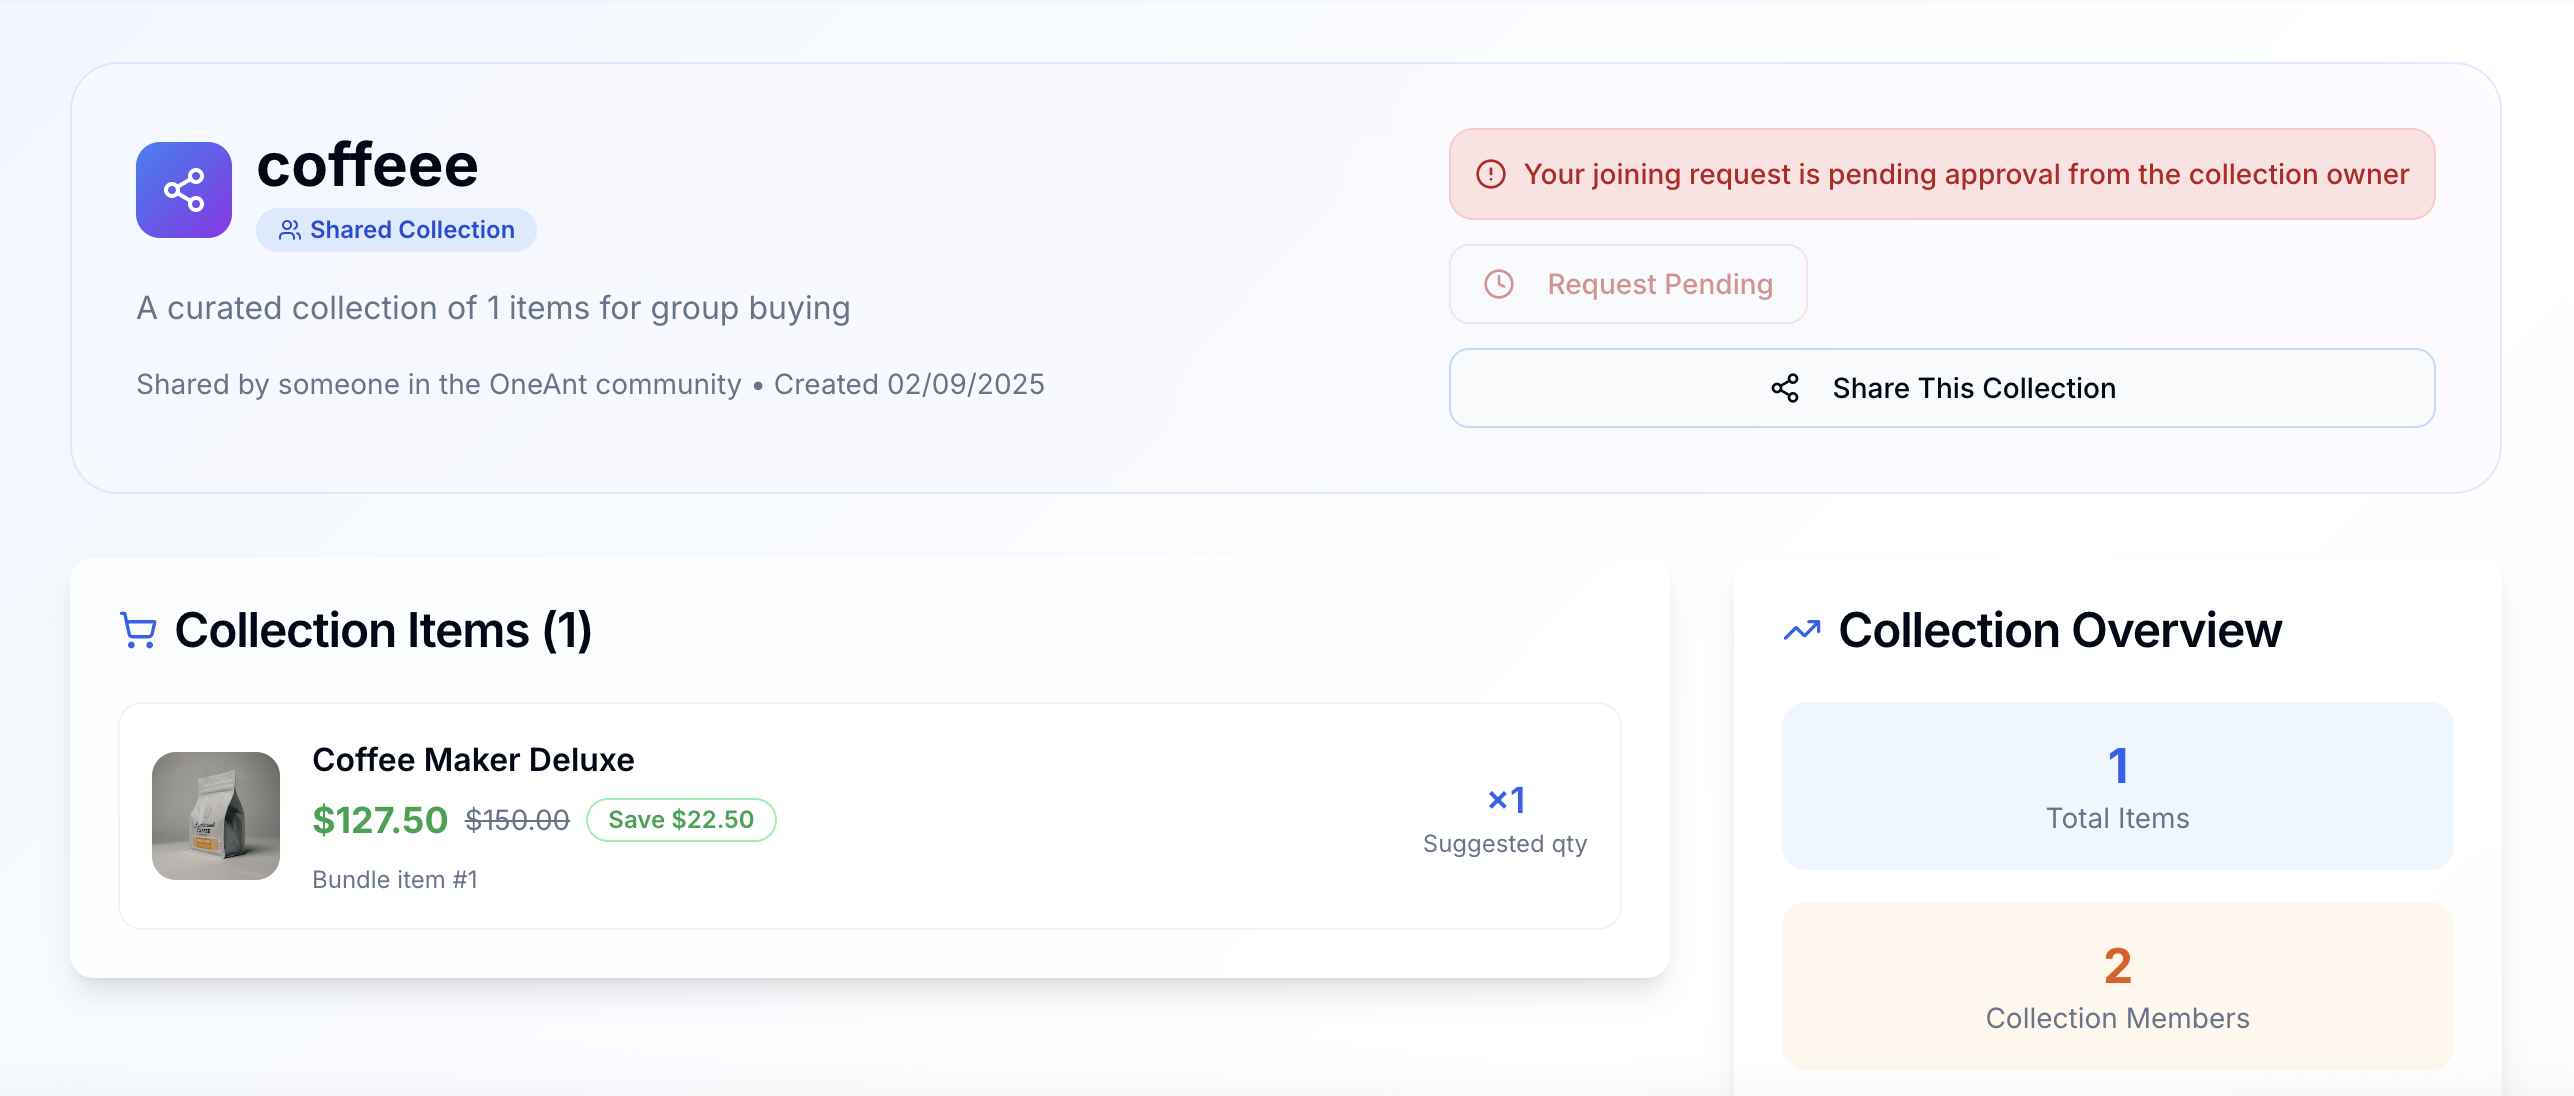 coffeee
Shared Collection
A curated collection of 1 items for group buying
Shared by someone in the OneAnt community • Created 02/09/2025
Your joining request is pending approval from the collection owner
Request Pending
Share This Collection
Collection Items (1)
Coffee Maker Deluxe
$127.50 $150.00 Save $22.50
Bundle item #1
×1
Suggested qty
COFFEE
Collection Overview
1
Total Items
2
Collection Members